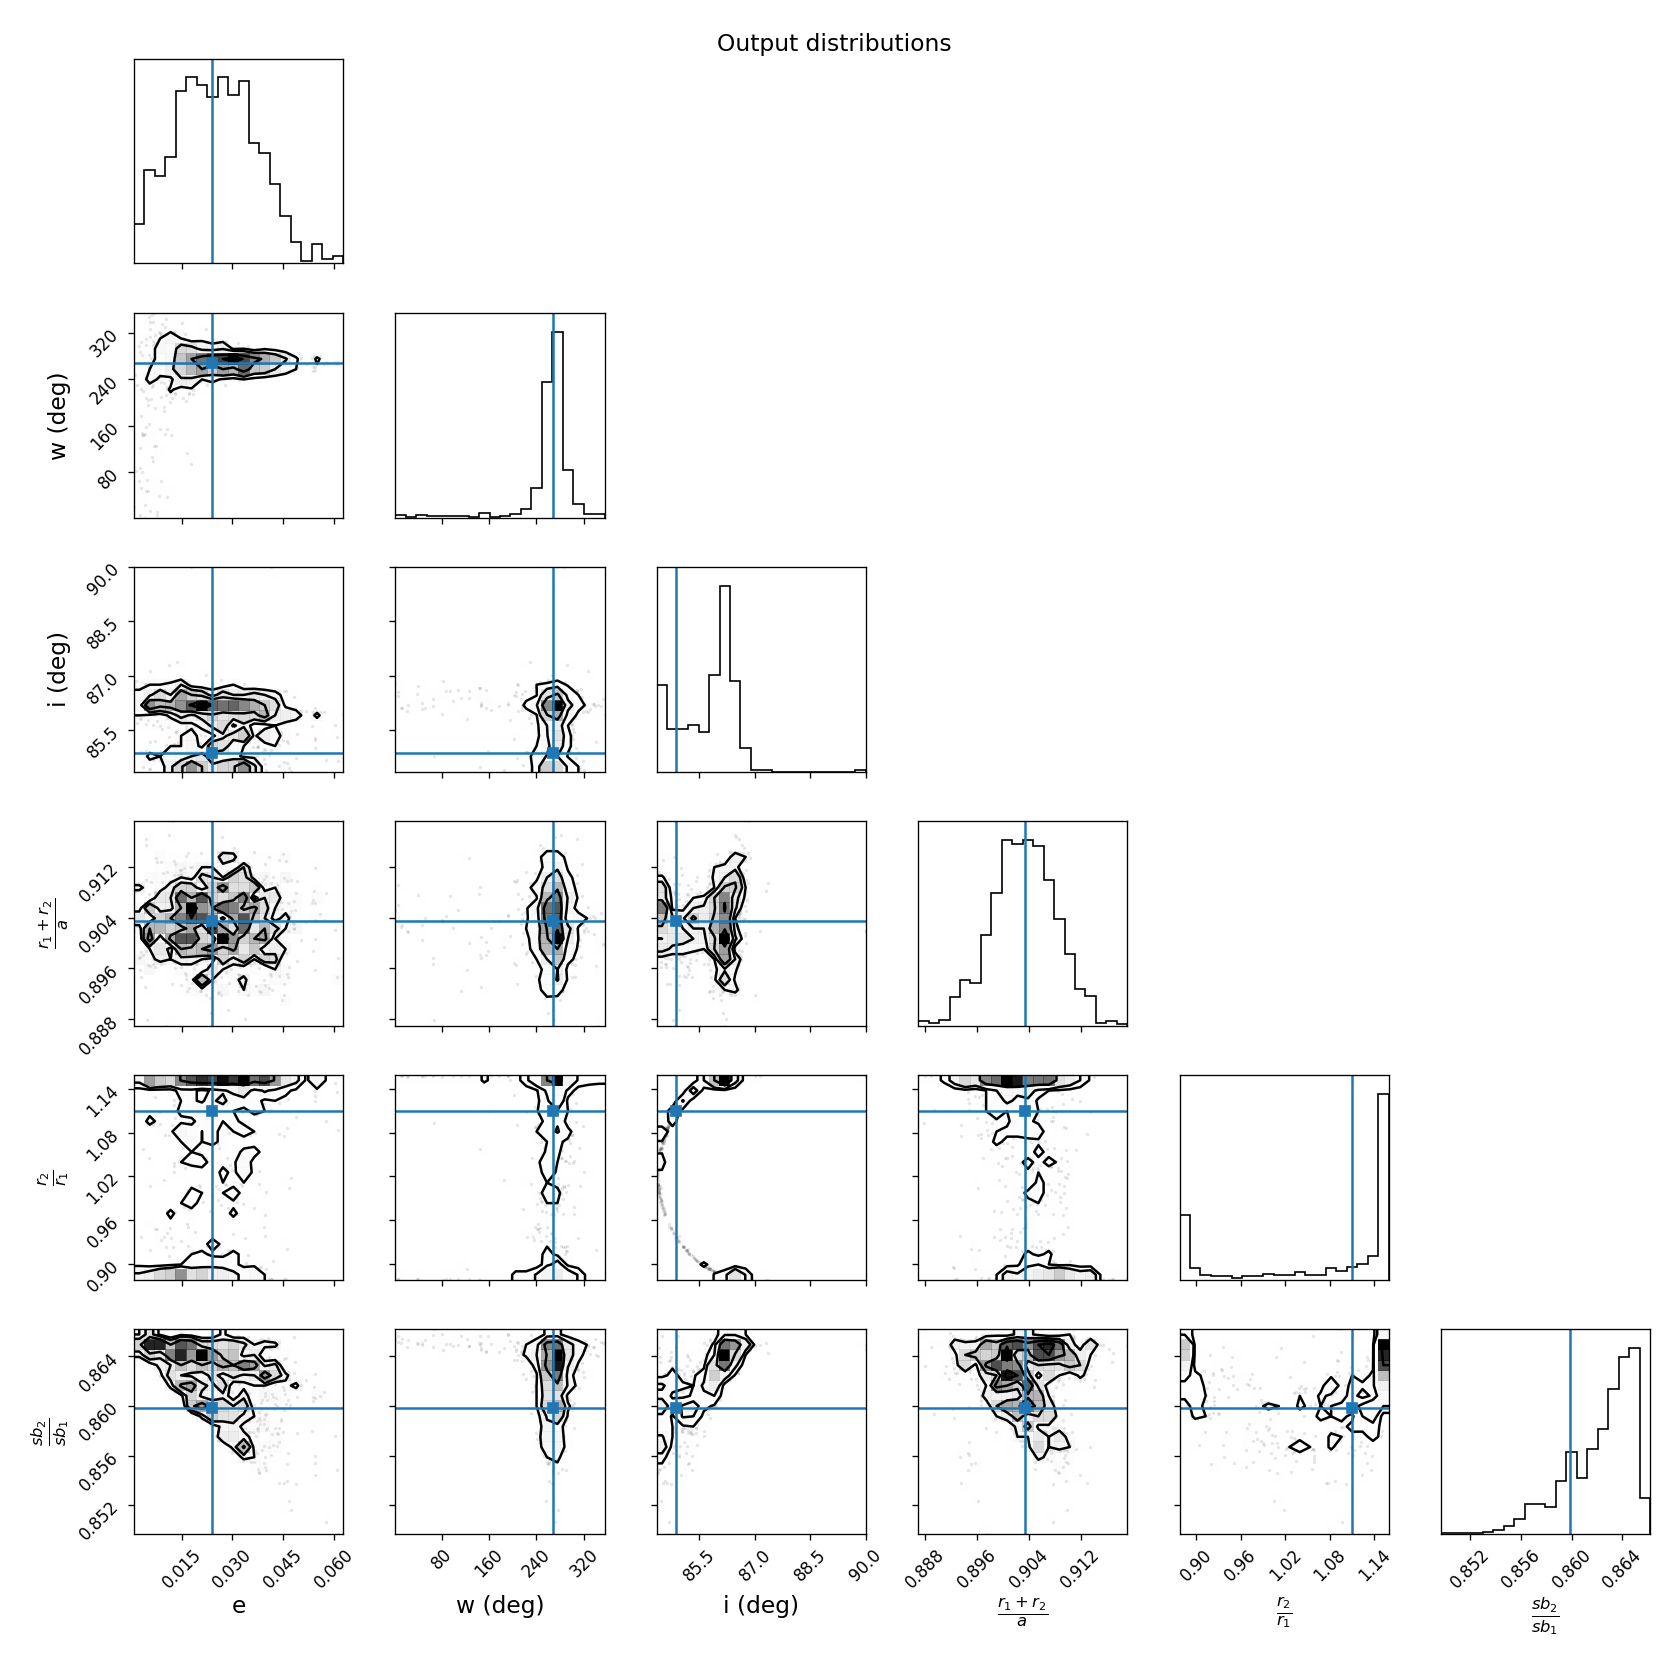 Output distributions
w (deg)
320
240
160
80
i (deg)
90.0
88.5
87.0
85.5
r₁ + r₂
a
0.912
0.904
0.896
0.888
r₂
r₁
1.14
1.08
1.02
0.96
0.90
sb₂
sb₁
0.864
0.860
0.856
0.852
0.015 0.030 0.045 0.060 80 160 240 320 85.5 87.0 88.5 90.0 0.888 0.896 0.904 0.912 0.90 0.96 1.02 1.08 1.14 0.852 0.856 0.860 0.864
e w (deg) i (deg) r₁ + r₂ r₂ sb₂
a r₁ sb₁